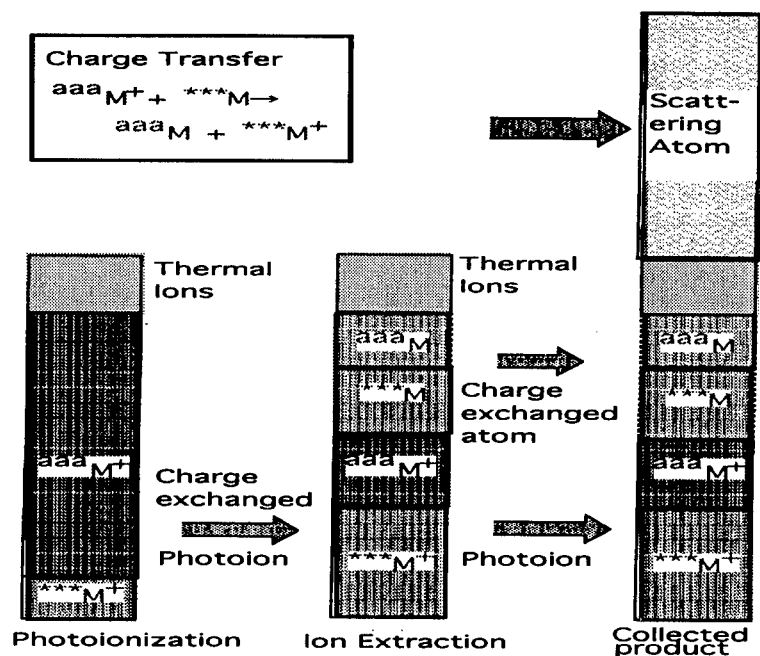 Charge Transfer
aaaM⁺ + ***M→
aaaM + ***M⁺
Scatt-
ering
Atom
Thermal
Ions
Thermal
Ions
aaaM
aaaM
***M
Charge
exchanged
atom
***M
aaaM⁺
Charge
exchanged
Photoion
aaaM⁺
Photoion
aaaM⁺
***M⁺
***M⁺
***M⁺
Photoionization
Ion Extraction
Collected
product